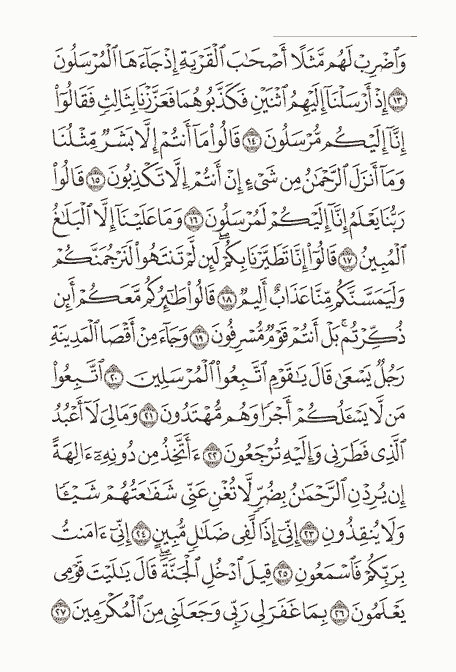 وَٱضْرِبْ لَهُم مَّثَلًا أَصْحَٰبَ ٱلْقَرْيَةِ إِذْ جَآءَهَا ٱلْمُرْسَلُونَ
﴿١٣﴾ إِذْ أَرْسَلْنَآ إِلَيْهِمُ ٱثْنَيْنِ فَكَذَّبُوهُمَا فَعَزَّزْنَا بِثَالِثٍ فَقَالُوٓا۟
إِنَّآ إِلَيْكُم مُّرْسَلُونَ ﴿١٤﴾ قَالُوا۟ مَآ أَنتُمْ إِلَّا بَشَرٌ مِّثْلُنَا
وَمَآ أَنزَلَ ٱلرَّحْمَٰنُ مِن شَىْءٍ إِنْ أَنتُمْ إِلَّا تَكْذِبُونَ ﴿١٥﴾ قَالُوا۟
رَبُّنَا يَعْلَمُ إِنَّآ إِلَيْكُمْ لَمُرْسَلُونَ ﴿١٦﴾ وَمَا عَلَيْنَآ إِلَّا ٱلْبَلَٰغُ
ٱلْمُبِينُ ﴿١٧﴾ قَالُوٓا۟ إِنَّا تَطَيَّرْنَا بِكُمْ ۖ لَئِن لَّمْ تَنتَهُوا۟ لَنَرْجُمَنَّكُمْ
وَلَيَمَسَّنَّكُم مِّنَّا عَذَابٌ أَلِيمٌ ﴿١٨﴾ قَالُوا۟ طَٰٓئِرُكُم مَّعَكُمْ ۚ أَئِن
ذُكِّرْتُم ۚ بَلْ أَنتُمْ قَوْمٌ مُّسْرِفُونَ ﴿١٩﴾ وَجَآءَ مِنْ أَقْصَا ٱلْمَدِينَةِ
رَجُلٌ يَسْعَىٰ قَالَ يَٰقَوْمِ ٱتَّبِعُوا۟ ٱلْمُرْسَلِينَ ﴿٢٠﴾ ٱتَّبِعُوا۟
مَن لَّا يَسْـَٔلُكُمْ أَجْرًا وَهُم مُّهْتَدُونَ ﴿٢١﴾ وَمَا لِىَ لَآ أَعْبُدُ
ٱلَّذِى فَطَرَنِى وَإِلَيْهِ تُرْجَعُونَ ﴿٢٢﴾ ءَأَتَّخِذُ مِن دُونِهِۦٓ ءَالِهَةً
إِن يُرِدْنِ ٱلرَّحْمَٰنُ بِضُرٍّ لَّا تُغْنِ عَنِّى شَفَٰعَتُهُمْ شَيْـًٔا
وَلَا يُنقِذُونِ ﴿٢٣﴾ إِنِّىٓ إِذًا لَّفِى ضَلَٰلٍ مُّبِينٍ ﴿٢٤﴾ إِنِّىٓ ءَامَنتُ
بِرَبِّكُمْ فَٱسْمَعُونِ ﴿٢٥﴾ قِيلَ ٱدْخُلِ ٱلْجَنَّةَ ۖ قَالَ يَٰلَيْتَ قَوْمِى
يَعْلَمُونَ ﴿٢٦﴾ بِمَا غَفَرَ لِى رَبِّى وَجَعَلَنِى مِنَ ٱلْمُكْرَمِينَ ﴿٢٧﴾